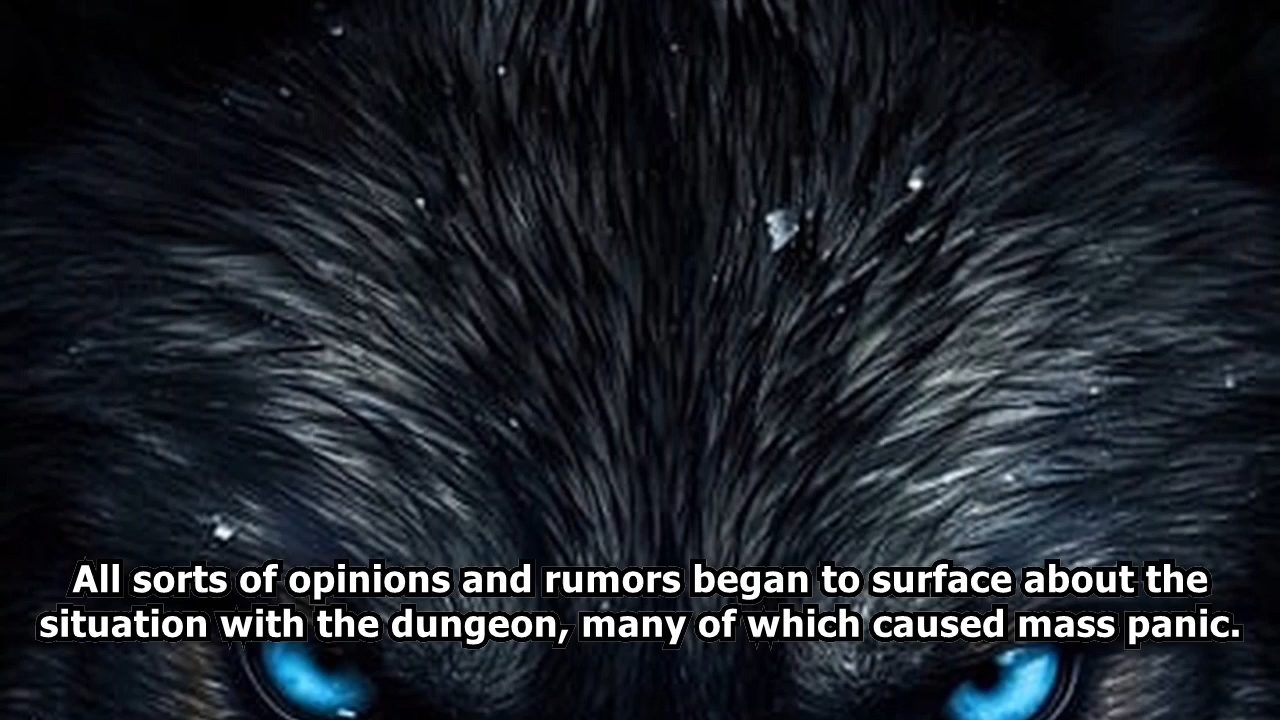 All sorts of opinions and rumors began to surface about the
situation with the dungeon, many of which caused mass panic.